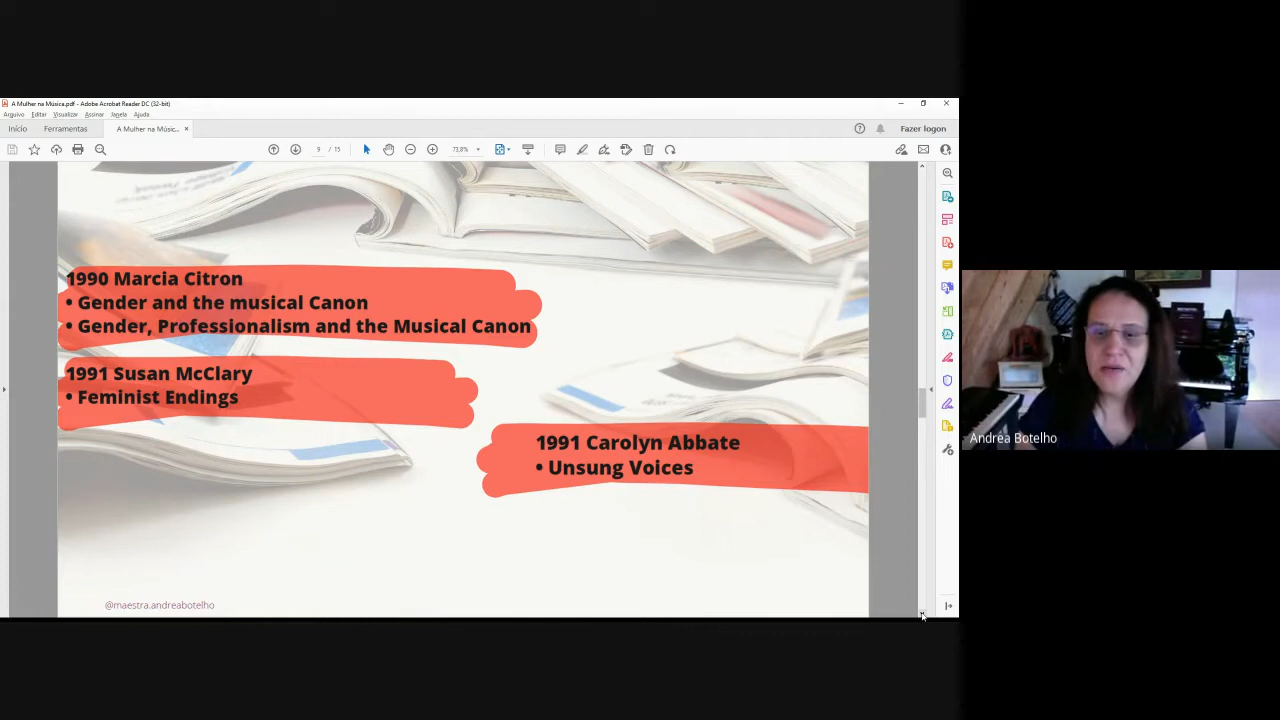 A Mulher na Música.pdf - Adobe Acrobat Reader DC (32-bit)
Arquivo Editar Visualizar Assinar Janela Ajuda
Início Ferramentas A Mulher na Músic... Fazer logon
9 / 15 73,8%
1990 Marcia Citron
• Gender and the musical Canon
• Gender, Professionalism and the Musical Canon
1991 Susan McClary
• Feminist Endings
1991 Carolyn Abbate
• Unsung Voices
@maestra.andreabotelho
Andrea Botelho